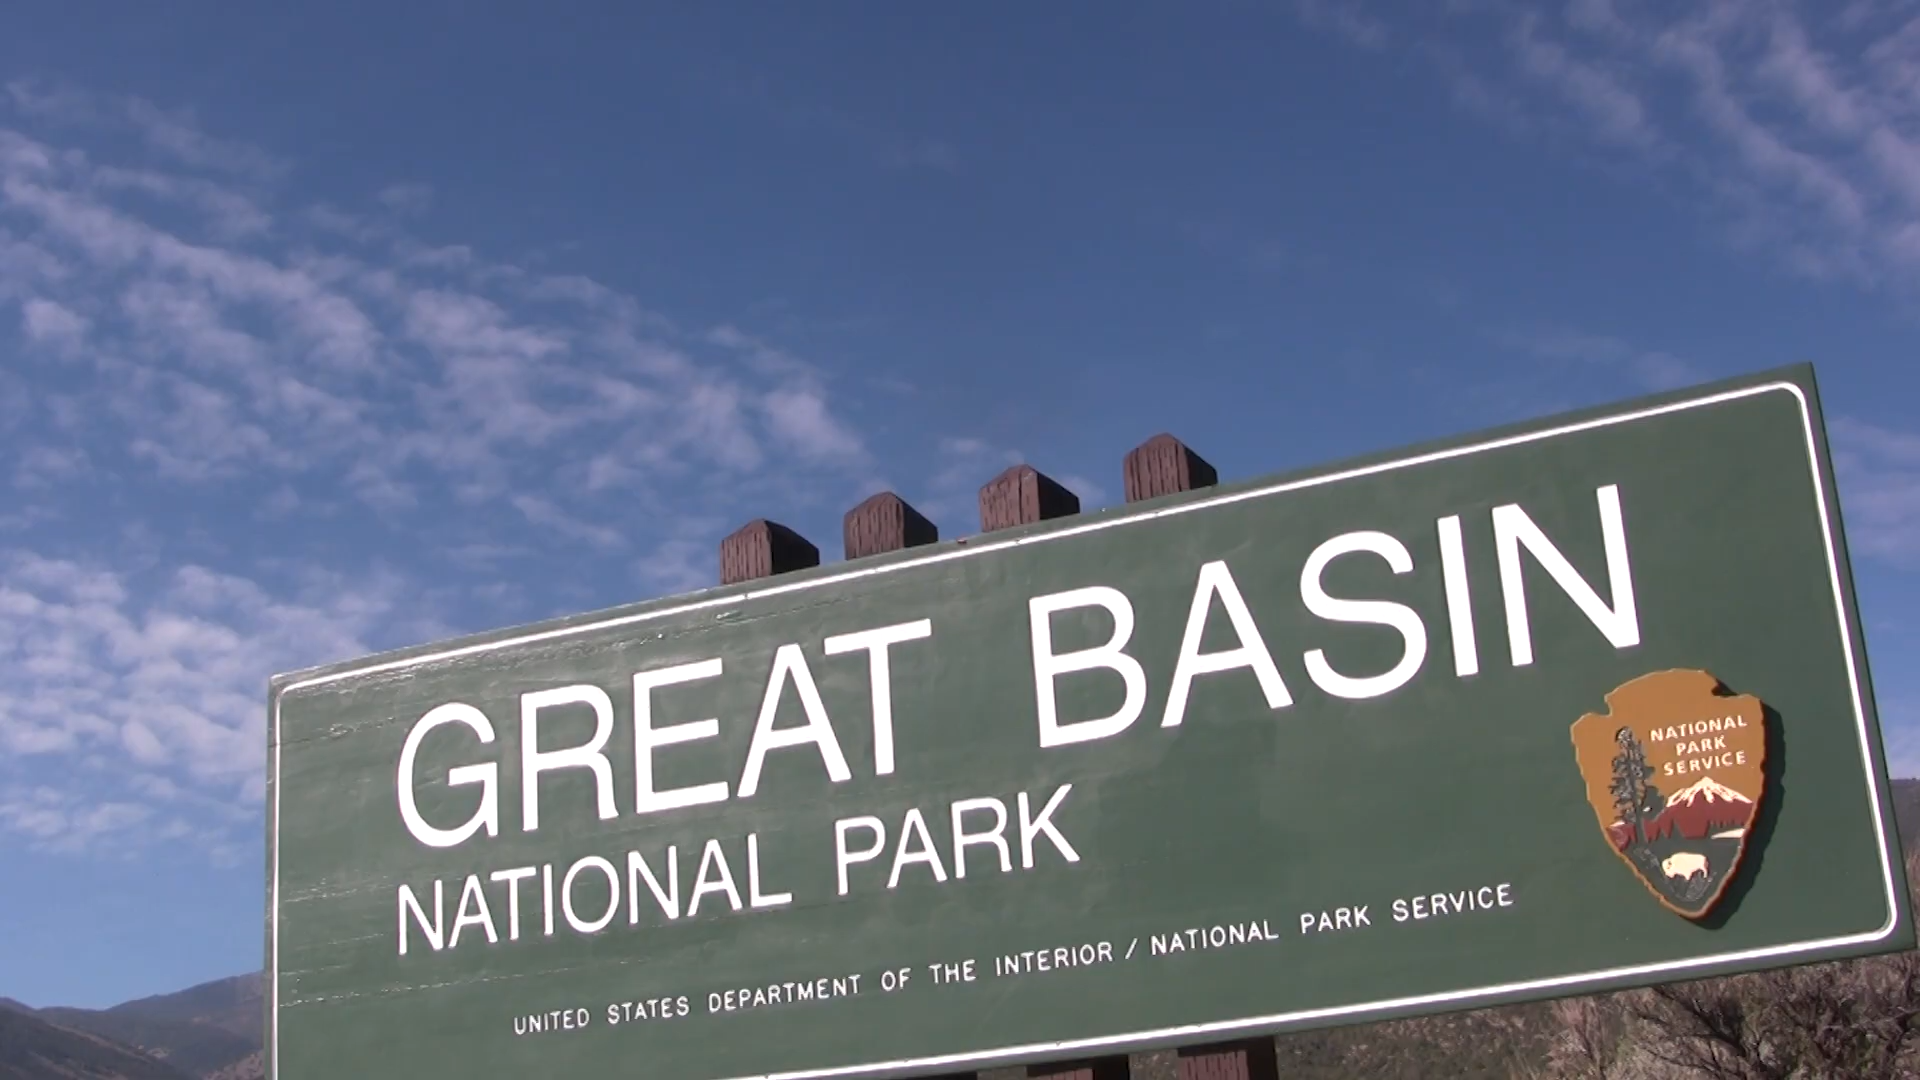 GREAT BASIN
NATIONAL PARK
UNITED STATES DEPARTMENT OF THE INTERIOR / NATIONAL PARK SERVICE
NATIONAL
PARK
SERVICE